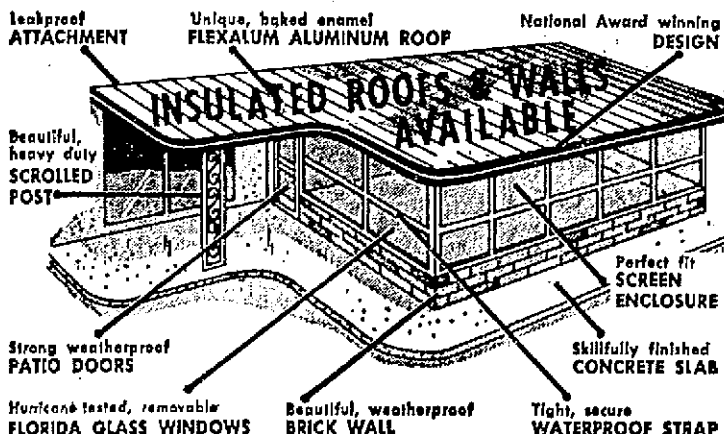 Leakproof
ATTACHMENT
Unique, baked enamel
FLEXALUM ALUMINUM ROOF
National Award winning
DESIGN
INSULATED ROOFS & WALLS
AVAILABLE
Beautiful,
heavy duty
SCROLLED
POST
Perfect fit
SCREEN
ENCLOSURE
Strong weatherproof
PATIO DOORS
Skillfully finished
CONCRETE SLAB
Hurricane tested, removable
FLORIDA GLASS WINDOWS
Beautiful, weatherproof
BRICK WALL
Tight, secure
WATERPROOF STRAP